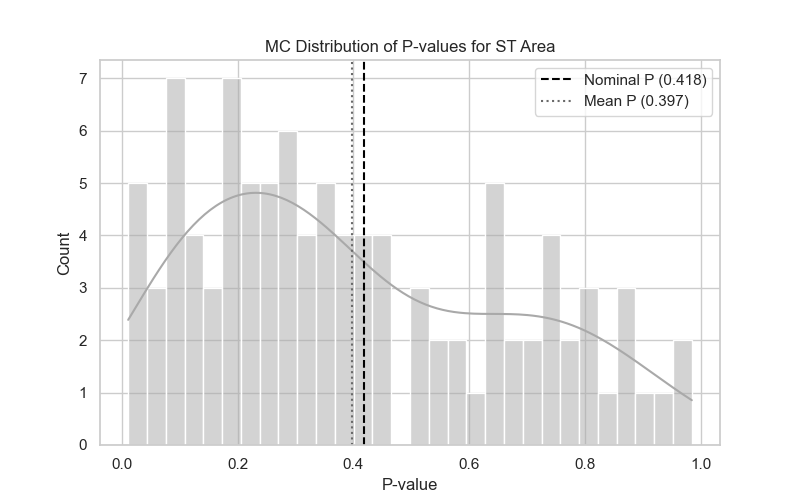 MC Distribution of P-values for ST Area
Nominal P (0.418)
Mean P (0.397)
Count
7
6
5
4
3
2
1
0
0.0 0.2 0.4 0.6 0.8 1.0
P-value